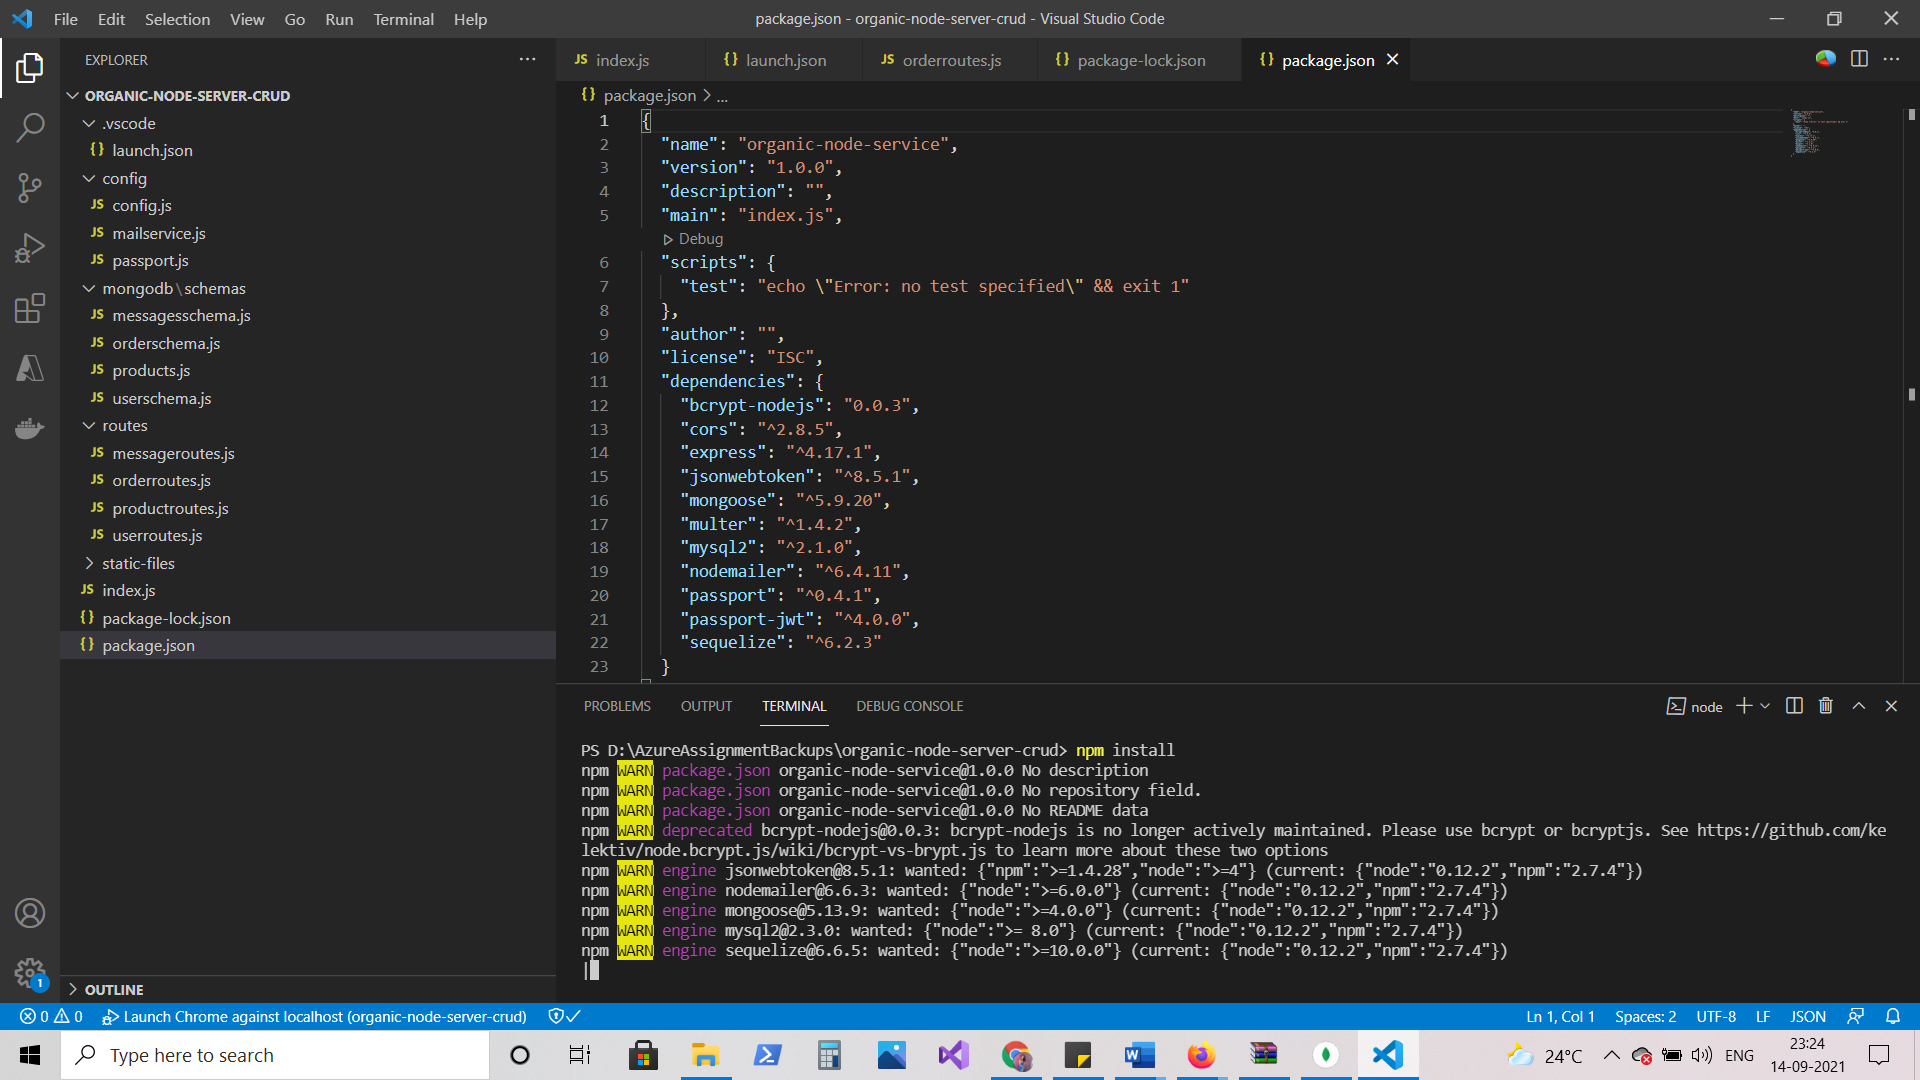 File Edit Selection View Go Run Terminal Help
package.json - organic-node-server-crud - Visual Studio Code
EXPLORER
ORGANIC-NODE-SERVER-CRUD
.vscode
{} launch.json
config
JS config.js
JS mailservice.js
JS passport.js
mongodb\schemas
JS messagesschema.js
JS orderschema.js
JS products.js
JS userschema.js
routes
JS messageroutes.js
JS orderroutes.js
JS productroutes.js
JS userroutes.js
static-files
JS index.js
{} package-lock.json
{} package.json
OUTLINE
JS index.js {} launch.json JS orderroutes.js {} package-lock.json {} package.json
{} package.json > ...
1 {
2 "name": "organic-node-service",
3 "version": "1.0.0",
4 "description": "",
5 "main": "index.js",
Debug
6 "scripts": {
7 "test": "echo \"Error: no test specified\" && exit 1"
8 },
9 "author": "",
10 "license": "ISC",
11 "dependencies": {
12 "bcrypt-nodejs": "0.0.3",
13 "cors": "^2.8.5",
14 "express": "^4.17.1",
15 "jsonwebtoken": "^8.5.1",
16 "mongoose": "^5.9.20",
17 "multer": "^1.4.2",
18 "mysql2": "^2.1.0",
19 "nodemailer": "^6.4.11",
20 "passport": "^0.4.1",
21 "passport-jwt": "^4.0.0",
22 "sequelize": "^6.2.3"
23 }
PROBLEMS OUTPUT TERMINAL DEBUG CONSOLE
node
PS D:\AzureAssignmentBackups\organic-node-server-crud> npm install
npm WARN package.json organic-node-service@1.0.0 No description
npm WARN package.json organic-node-service@1.0.0 No repository field.
npm WARN package.json organic-node-service@1.0.0 No README data
npm WARN deprecated bcrypt-nodejs@0.0.3: bcrypt-nodejs is no longer actively maintained. Please use bcrypt or bcryptjs. See https://github.com/ke
lektiv/node.bcrypt.js/wiki/bcrypt-vs-brypt.js to learn more about these two options
npm WARN engine jsonwebtoken@8.5.1: wanted: {"npm":">=1.4.28","node":">=4"} (current: {"node":"0.12.2","npm":"2.7.4"})
npm WARN engine nodemailer@6.6.3: wanted: {"node":">=6.0.0"} (current: {"node":"0.12.2","npm":"2.7.4"})
npm WARN engine mongoose@5.13.9: wanted: {"node":">=4.0.0"} (current: {"node":"0.12.2","npm":"2.7.4"})
npm WARN engine mysql2@2.3.0: wanted: {"node":">= 8.0"} (current: {"node":"0.12.2","npm":"2.7.4"})
npm WARN engine sequelize@6.6.5: wanted: {"node":">=10.0.0"} (current: {"node":"0.12.2","npm":"2.7.4"})
|
1
0 0 Launch Chrome against localhost (organic-node-server-crud)
Ln 1, Col 1 Spaces: 2 UTF-8 LF JSON
Type here to search
24°C ENG
23:24
14-09-2021